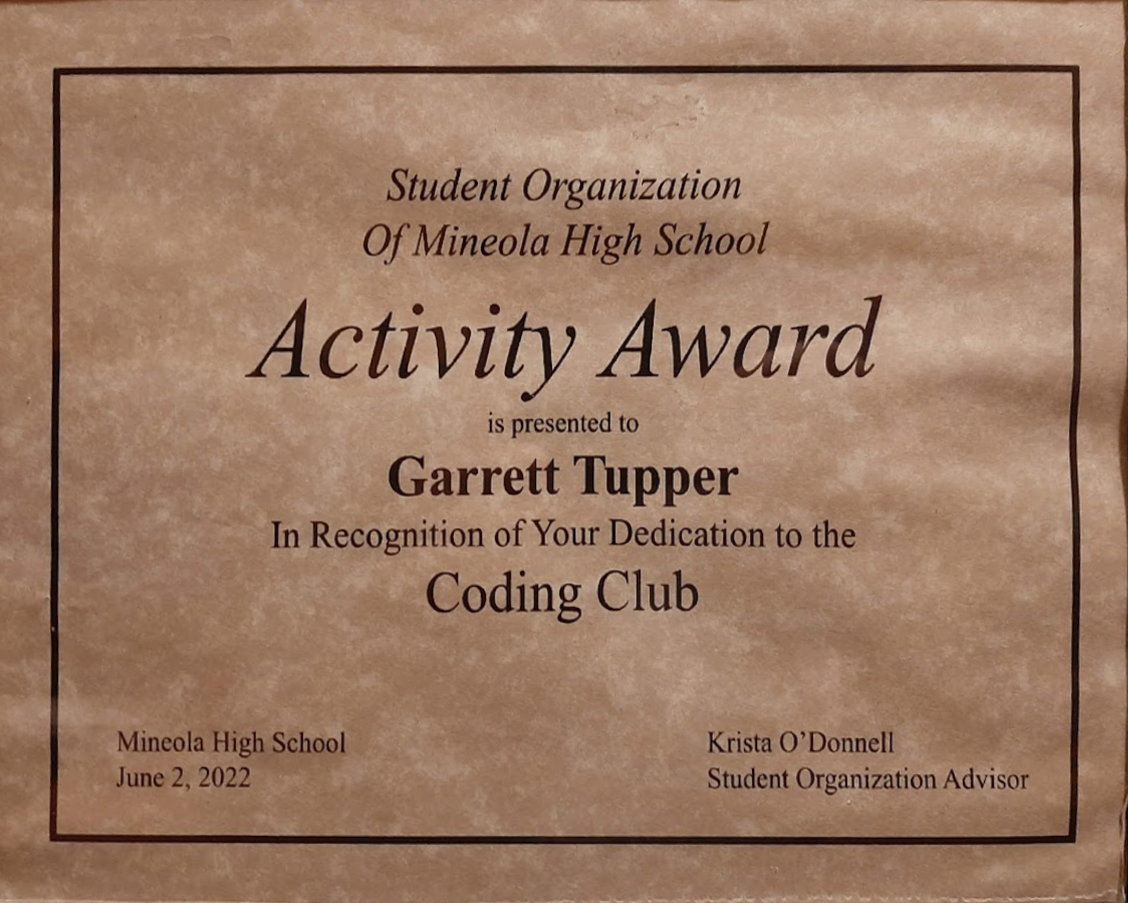 Student Organization
Of Mineola High School
Activity Award
is presented to
Garrett Tupper
In Recognition of Your Dedication to the
Coding Club
Mineola High School
June 2, 2022
Krista O’Donnell
Student Organization Advisor